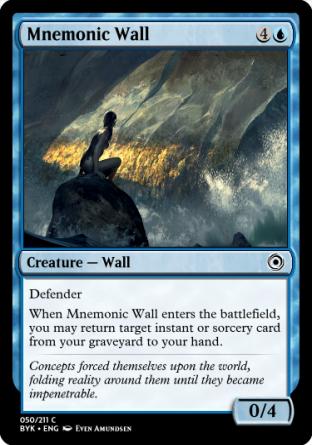 Mnemonic Wall 4
Creature — Wall
Defender
When Mnemonic Wall enters the battlefield,
you may return target instant or sorcery card
from your graveyard to your hand.
Concepts forced themselves upon the world,
folding reality around them until they became
impenetrable.
0/4
050/211 C
BYK • ENG Even Amundsen